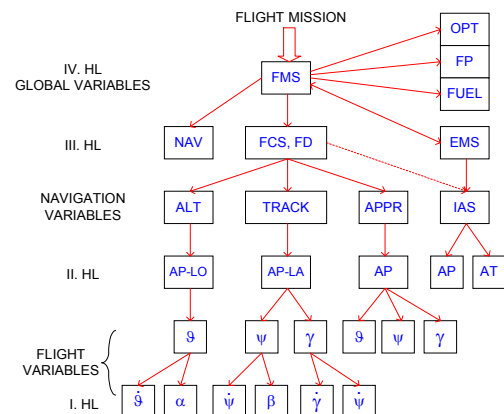 FLIGHT MISSION
OPT
IV. HL
GLOBAL VARIABLES
FMS
FP
FUEL
III. HL
NAV
FCS, FD
EMS
NAVIGATION
VARIABLES
ALT
TRACK
APPR
IAS
II. HL
AP-LO
AP-LA
AP
AP
AT
FLIGHT
VARIABLES
ϑ
ψ
γ
ϑ
ψ
γ
I. HL
ϑ̇
α
ψ̇
β
γ̇
ψ̇